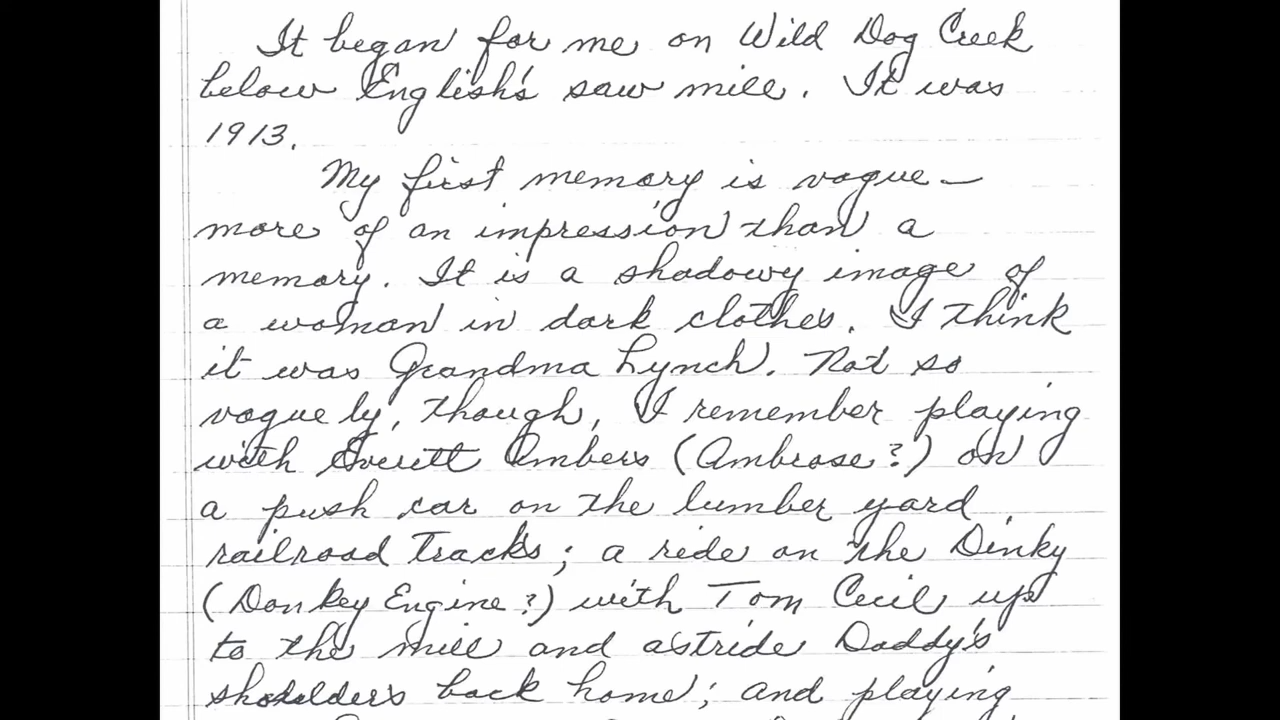 It began for me on Wild Dog Creek
below English's saw mill. It was
1913.
My first memory is vague —
more of an impression than a
memory. It is a shadowy image of
a woman in dark clothes. I think
it was Grandma Lynch. Not so
vaguely, though, I remember playing
with Everett Ambers (Ambrose?) on
a push car on the lumber yard
railroad tracks; a ride on the Dinky
(Donkey Engine?) with Tom Cecil up
to the mill and astride Daddy's
back home; and playing